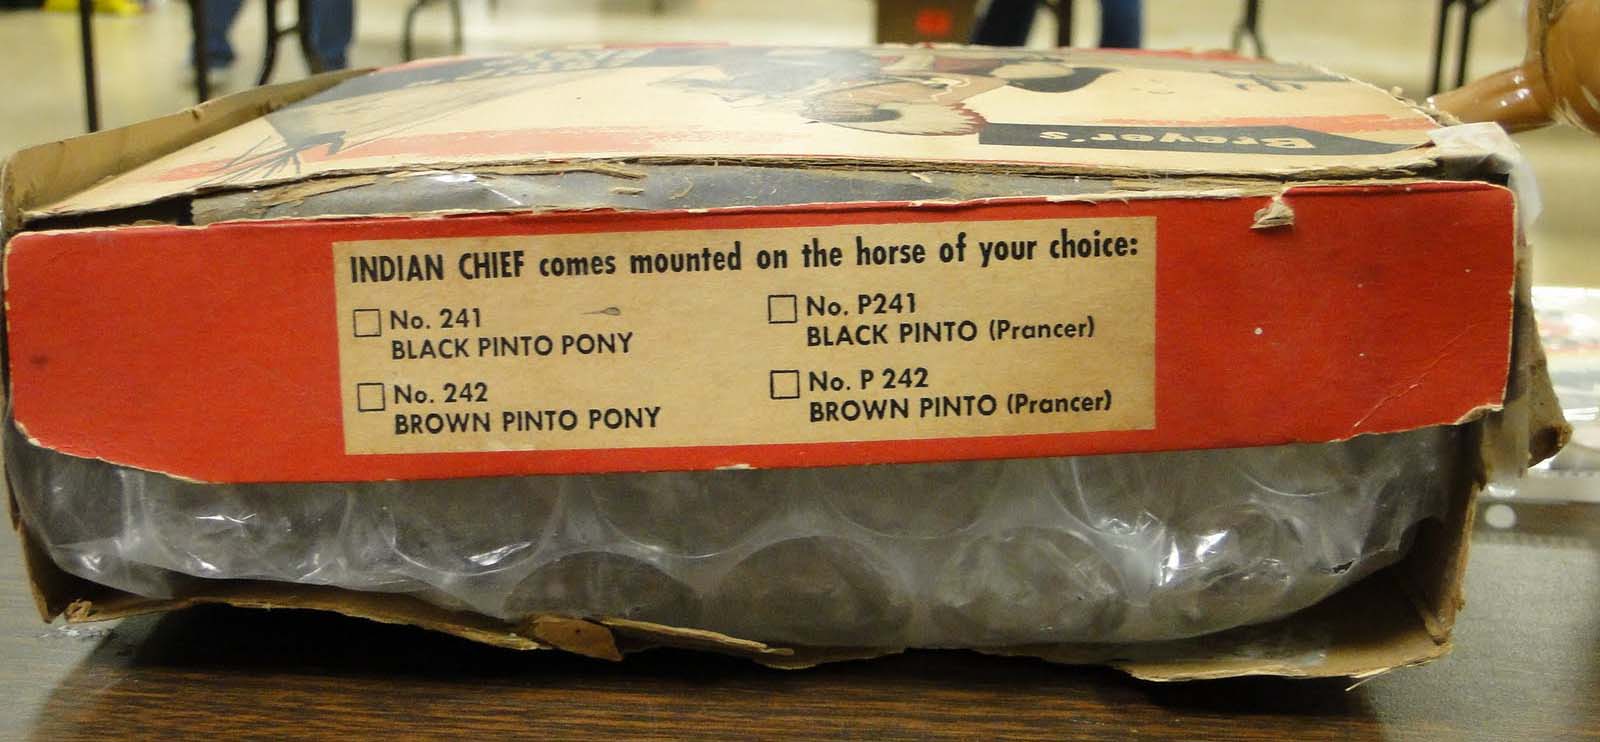 Breyer's
INDIAN CHIEF comes mounted on the horse of your choice:
No. 241
BLACK PINTO PONY
No. 242
BROWN PINTO PONY
No. P241
BLACK PINTO (Prancer)
No. P 242
BROWN PINTO (Prancer)